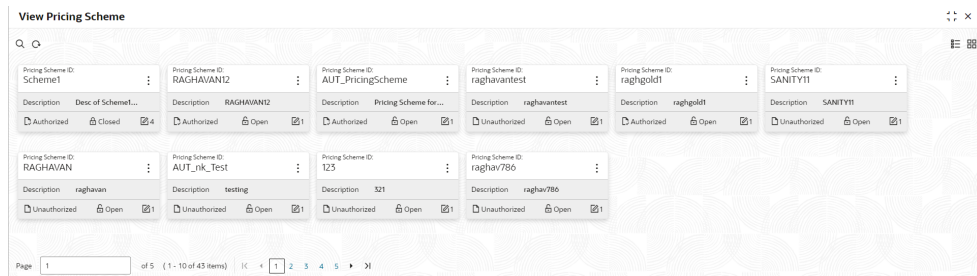 View Pricing Scheme
Pricing Scheme ID: Pricing Scheme ID: Pricing Scheme ID: Pricing Scheme ID: Pricing Scheme ID: Pricing Scheme ID:
Scheme1 RAGHAVAN12 AUT_PricingScheme raghavantest raghgold1 SANITY11
Description Desc of Scheme1... Description RAGHAVAN12 Description Pricing Scheme for... Description raghavantest Description raghgold1 Description SANITY11
Authorized Closed 4 Authorized Open 1 Authorized Open 1 Unauthorized Open 1 Authorized Open 1 Unauthorized Open 1
Pricing Scheme ID: Pricing Scheme ID: Pricing Scheme ID: Pricing Scheme ID:
RAGHAVAN AUT_nk_Test 123 raghav786
Description raghavan Description testing Description 321 Description raghav786
Unauthorized Open 1 Unauthorized Open 1 Unauthorized Open 1 Unauthorized Open 1
Page 1 of 5 (1 - 10 of 43 items) 1 2 3 4 5